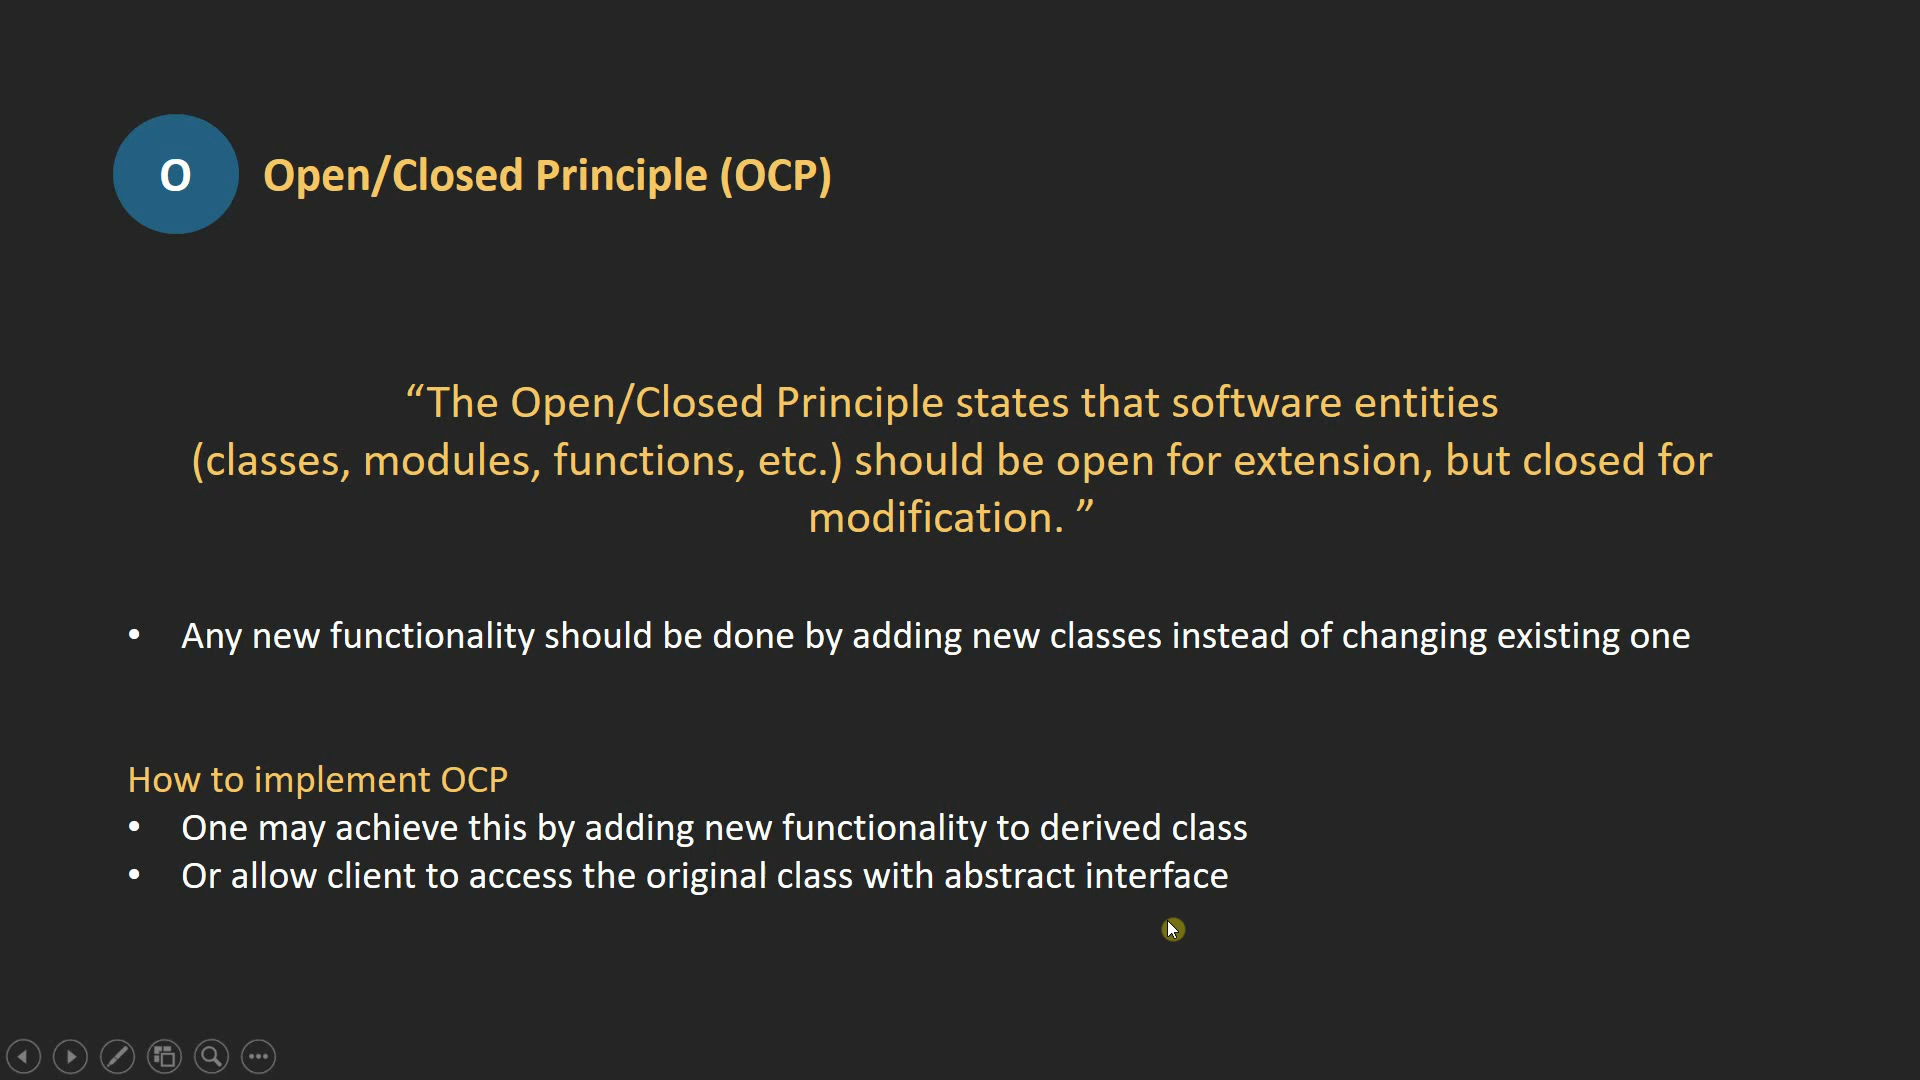 O
Open/Closed Principle (OCP)
“The Open/Closed Principle states that software entities
(classes, modules, functions, etc.) should be open for extension, but closed for
modification. ”
• Any new functionality should be done by adding new classes instead of changing existing one
How to implement OCP
• One may achieve this by adding new functionality to derived class
• Or allow client to access the original class with abstract interface